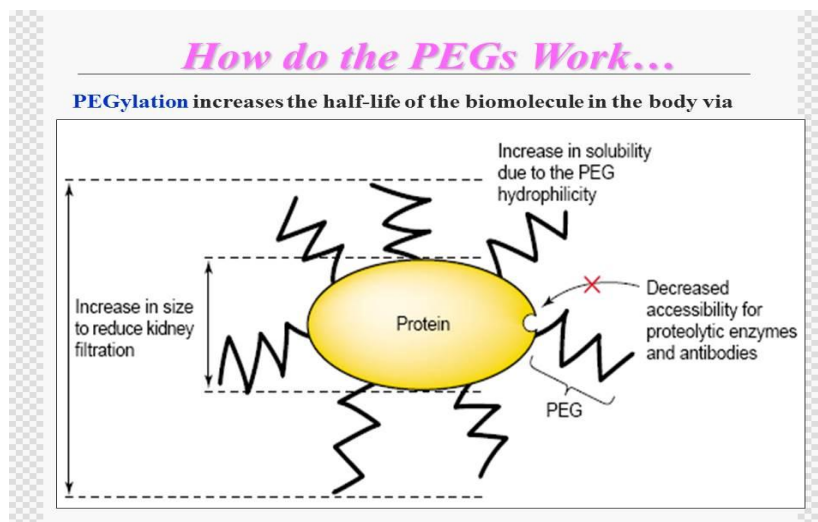 How do the PEGs Work...
PEGylation increases the half-life of the biomolecule in the body via
Increase in solubility
due to the PEG
hydrophilicity
Increase in size
to reduce kidney
filtration
Protein
Decreased
accessibility for
proteolytic enzymes
and antibodies
PEG